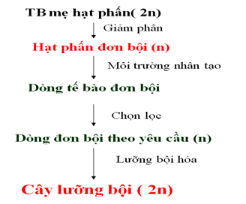 TB mẹ hạt phấn( 2n)
Giảm phân
Hạt phấn đơn bội (n)
Môi trường nhân tạo
Dòng tế bào đơn bội
Chọn lọc
Dòng đơn bội theo yêu cầu (n)
Lưỡng bội hóa
Cây lưỡng bội ( 2n)